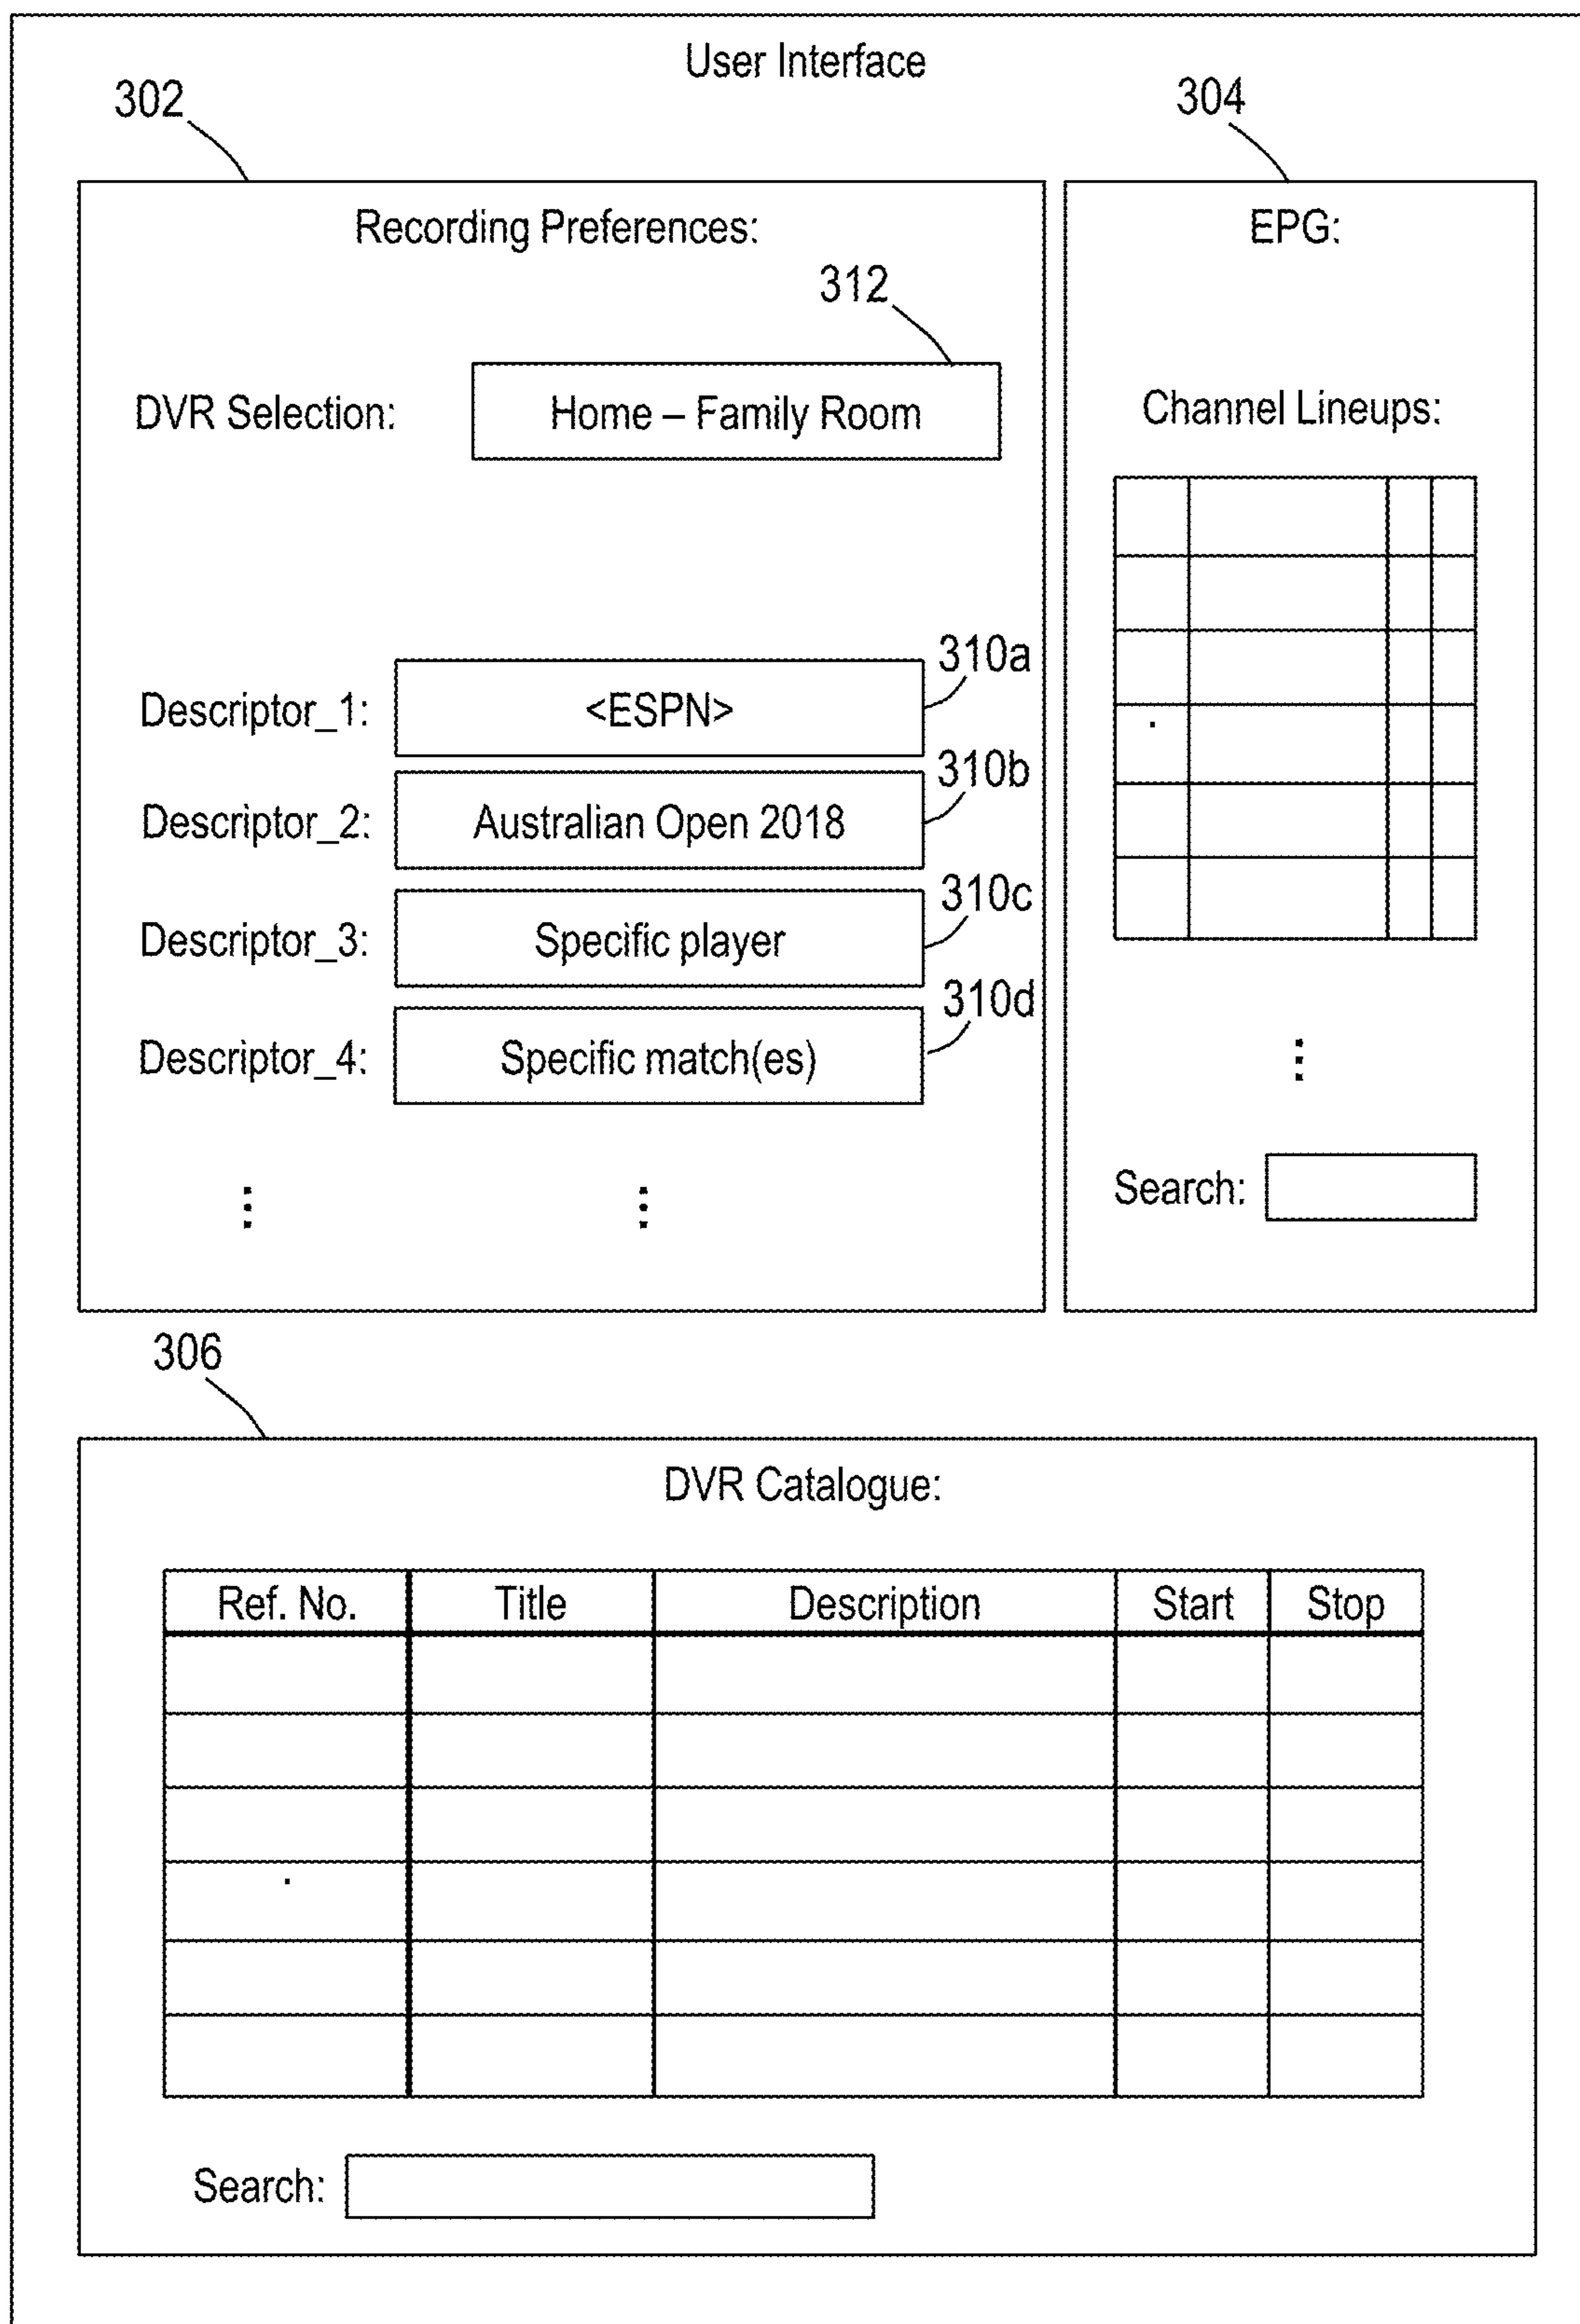 User Interface
302
304
Recording Preferences:
312
DVR Selection: Home – Family Room
310a
Descriptor_1: <ESPN>
310b
Descriptor_2: Australian Open 2018
310c
Descriptor_3: Specific player
310d
Descriptor_4: Specific match(es)
EPG:
Channel Lineups:
Search:
306
DVR Catalogue:
Ref. No. Title Description Start Stop
Search: